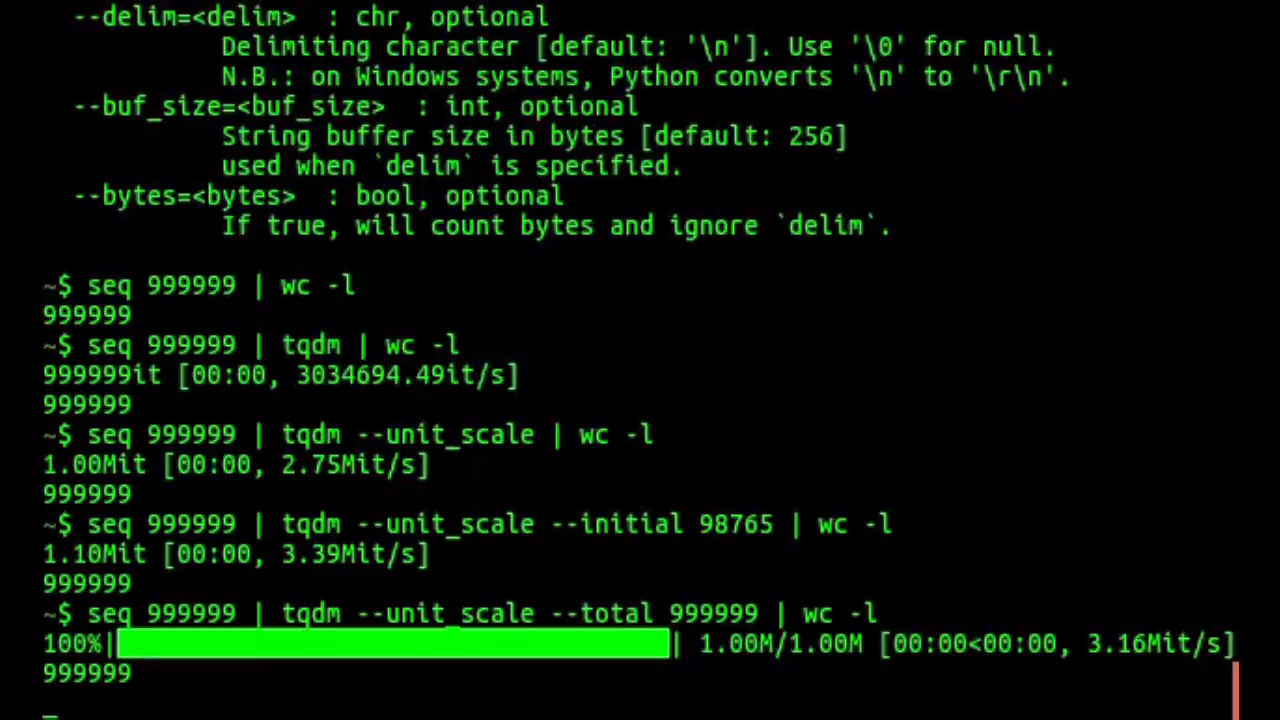 --delim=<delim>  : chr, optional
Delimiting character [default: '\n']. Use '\0' for null.
N.B.: on Windows systems, Python converts '\n' to '\r\n'.
--buf_size=<buf_size>  : int, optional
String buffer size in bytes [default: 256]
used when `delim` is specified.
--bytes=<bytes>  : bool, optional
If true, will count bytes and ignore `delim`.
~$ seq 999999 | wc -l
999999
~$ seq 999999 | tqdm | wc -l
999999it [00:00, 3034694.49it/s]
999999
~$ seq 999999 | tqdm --unit_scale | wc -l
1.00Mit [00:00, 2.75Mit/s]
999999
~$ seq 999999 | tqdm --unit_scale --initial 98765 | wc -l
1.10Mit [00:00, 3.39Mit/s]
999999
~$ seq 999999 | tqdm --unit_scale --total 999999 | wc -l
100%|██████████| 1.00M/1.00M [00:00<00:00, 3.16Mit/s]
999999